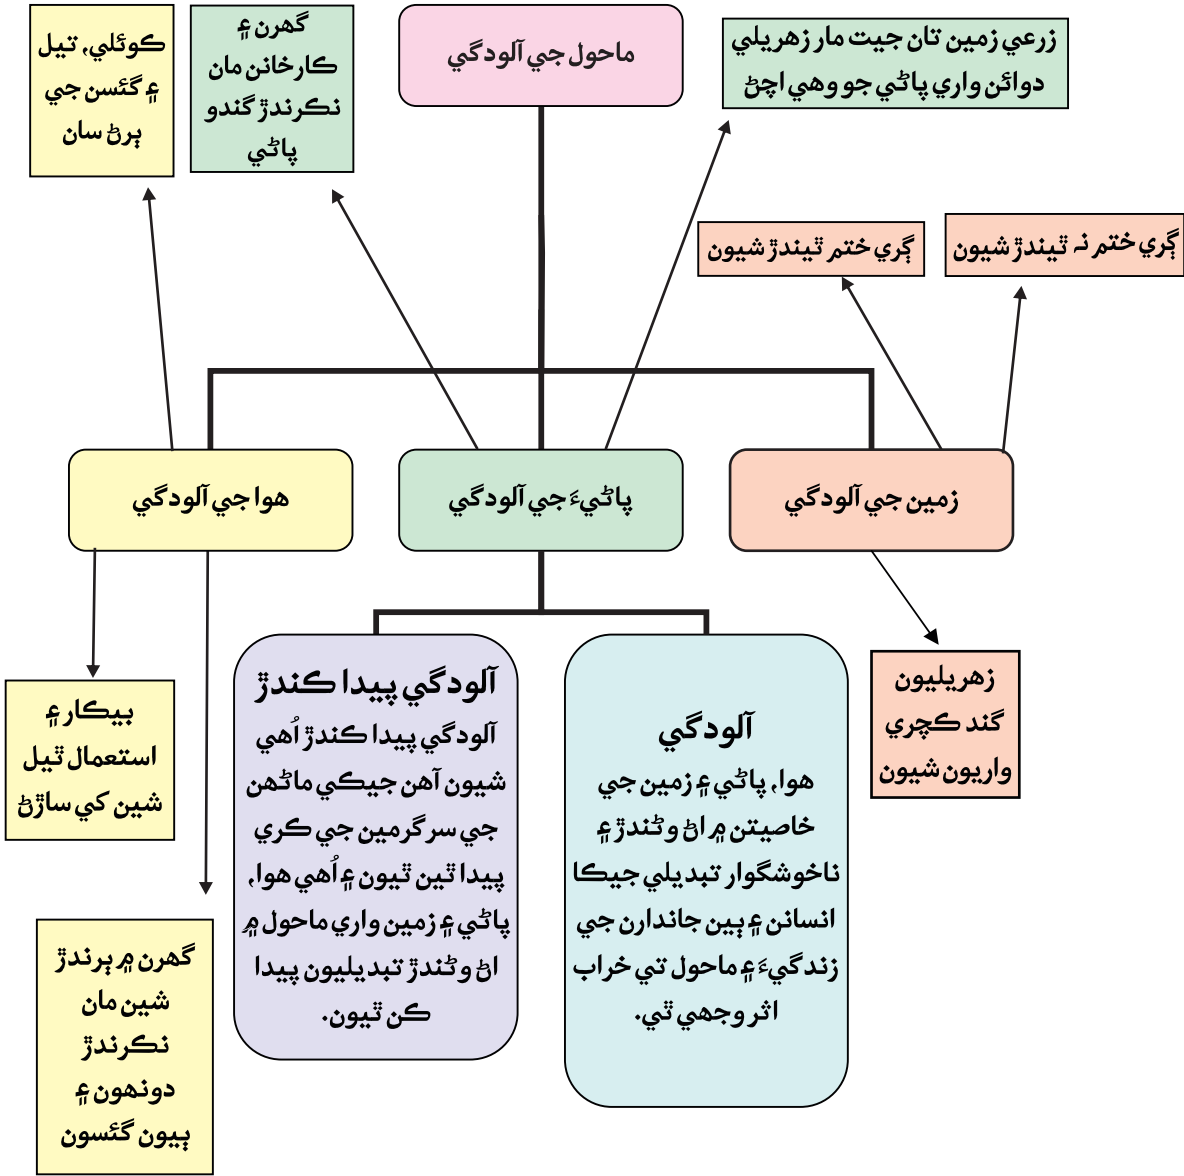 ماحول جي آلودگي
زرعي زمين تان جيت مار زهريلي
دوائن واري پاڻي جو وهي اچڻ
گھرن ۽
ڪارخانن مان
نڪرندڙ گندو
پاڻي
ڪوئلي، تيل
۽ گئسن جي
ٻرڻ سان
ڳري ختم نہ ٿيندڙ شيون
ڳري ختم ٿيندڙ شيون
زمين جي آلودگي
پاڻيءَ جي آلودگي
هوا جي آلودگي
زهريليون
گند ڪچري
واريون شيون
آلودگي
هوا، پاڻي ۽ زمين جي
خاصيتن ۾ اڻ وڻندڙ ۽
ناخوشگوار تبديلي جيڪا
انسانن ۽ ٻين جاندارن جي
زندگيءَ ۽ ماحول تي خراب
اثر وجهي ٿي.
آلودگي پيدا ڪندڙ
آلودگي پيدا ڪندڙ اُهي
شيون آهن جيڪي ماڻهن
جي سرگرمين جي ڪري
پيدا ٿين ٿيون ۽ اُهي هوا،
پاڻي ۽ زمين واري ماحول ۾
اڻ وڻندڙ تبديليون پيدا
ڪن ٿيون.
بيڪار ۽
استعمال ٿيل
شين کي ساڙڻ
گھرن ۾ ٻرندڙ
شين مان
نڪرندڙ
دونهون ۽
ٻيون گئسون